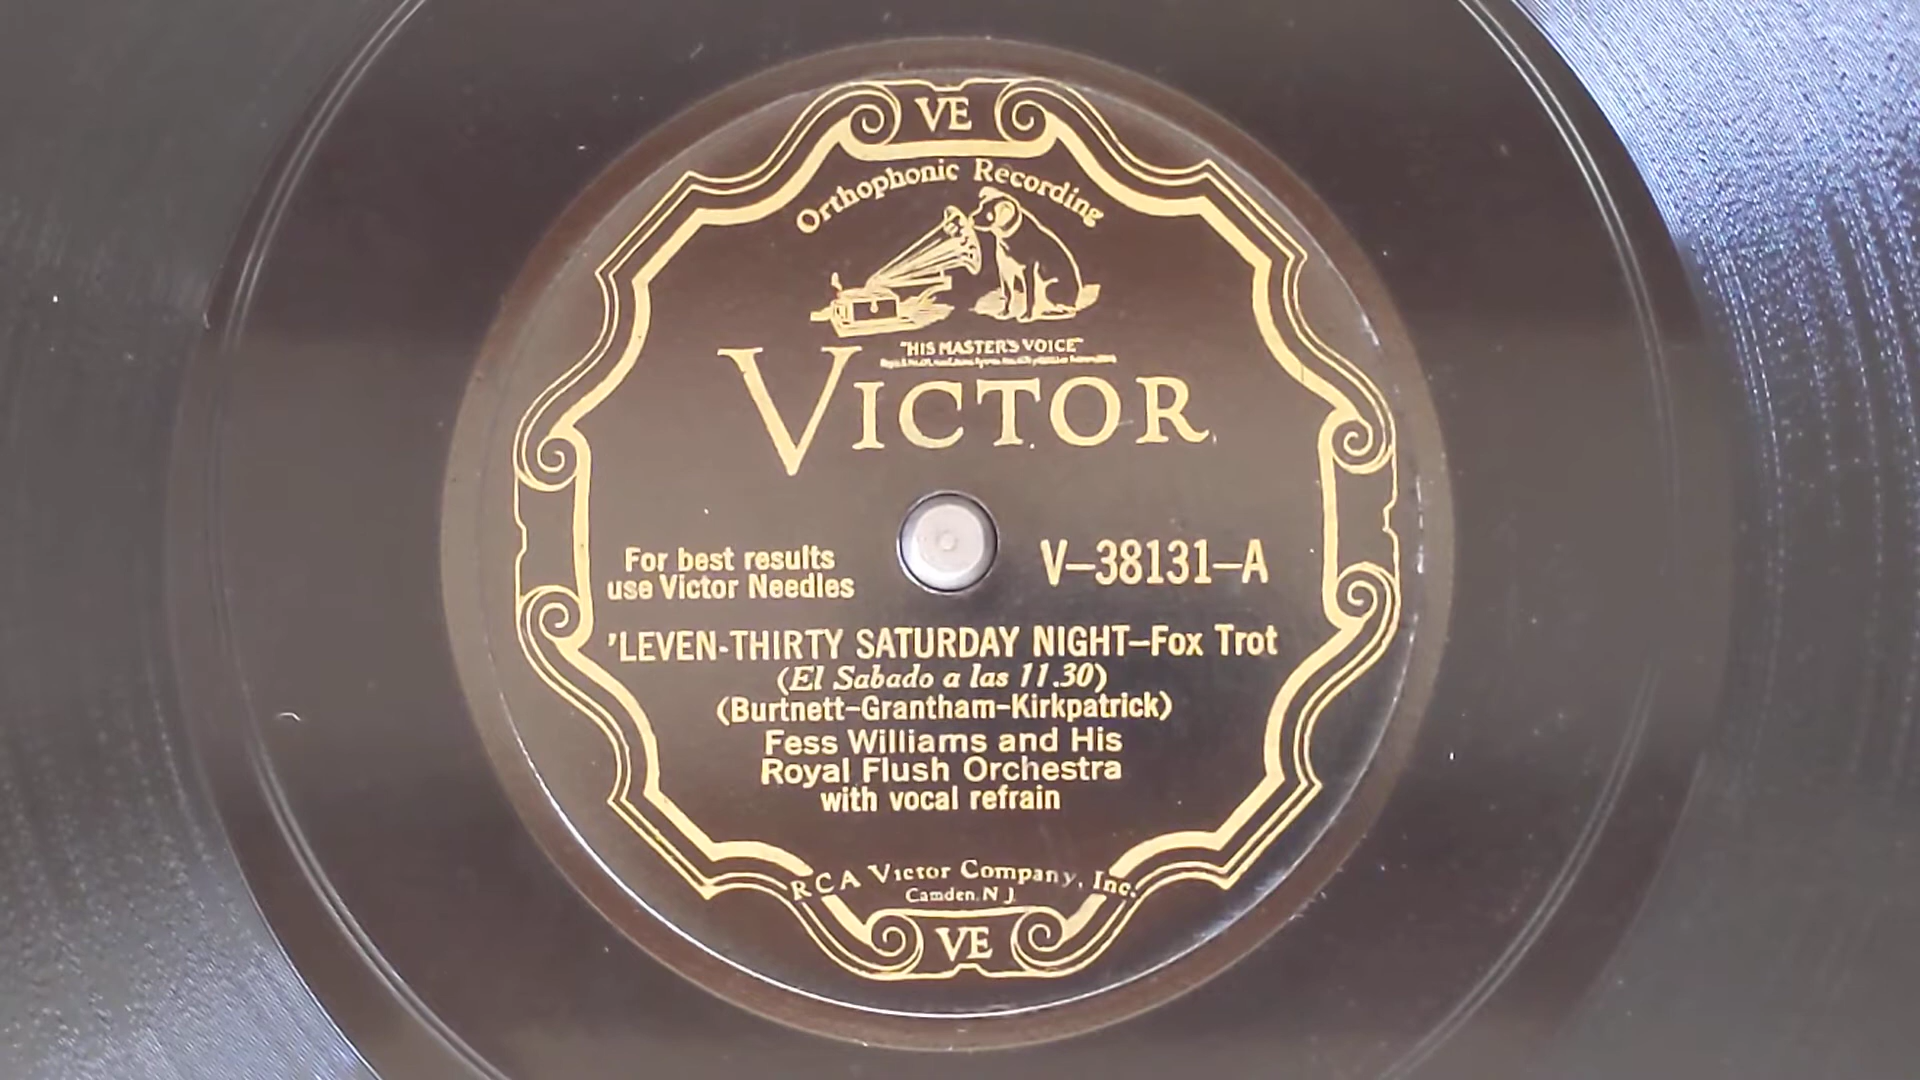 VE
Orthophonic Recording
"HIS MASTER'S VOICE"
VICTOR
For best results
use Victor Needles
V–38131–A
'LEVEN-THIRTY SATURDAY NIGHT–Fox Trot
(El Sabado a las 11.30)
(Burtnett–Grantham–Kirkpatrick)
Fess Williams and His
Royal Flush Orchestra
with vocal refrain
RCA Victor Company, Inc.
Camden, N J.
VE